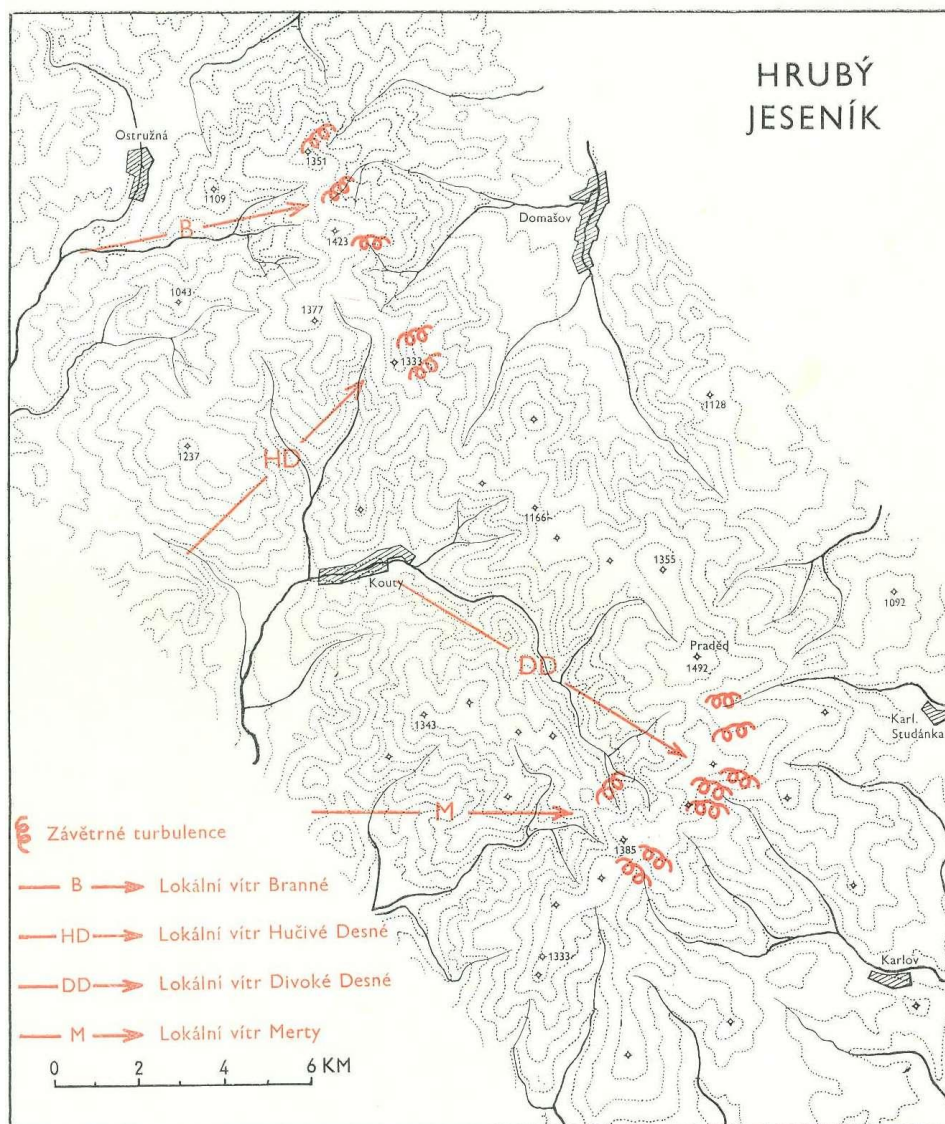 HRUBÝ
JESENÍK
Ostružná
1351
1109
B
Domašov
1423
1043
1377
1333
1128
HD
1237
1166
1355
Kouty
1092
DD
Praděd
1492
1343
Karl.
Studánka
M
Závětrné turbulence
1385
B Lokální vítr Branné
HD Lokální vítr Hučivé Desné
1333
Karlov
DD Lokální vítr Divoké Desné
M Lokální vítr Merty
0 2 4 6 KM